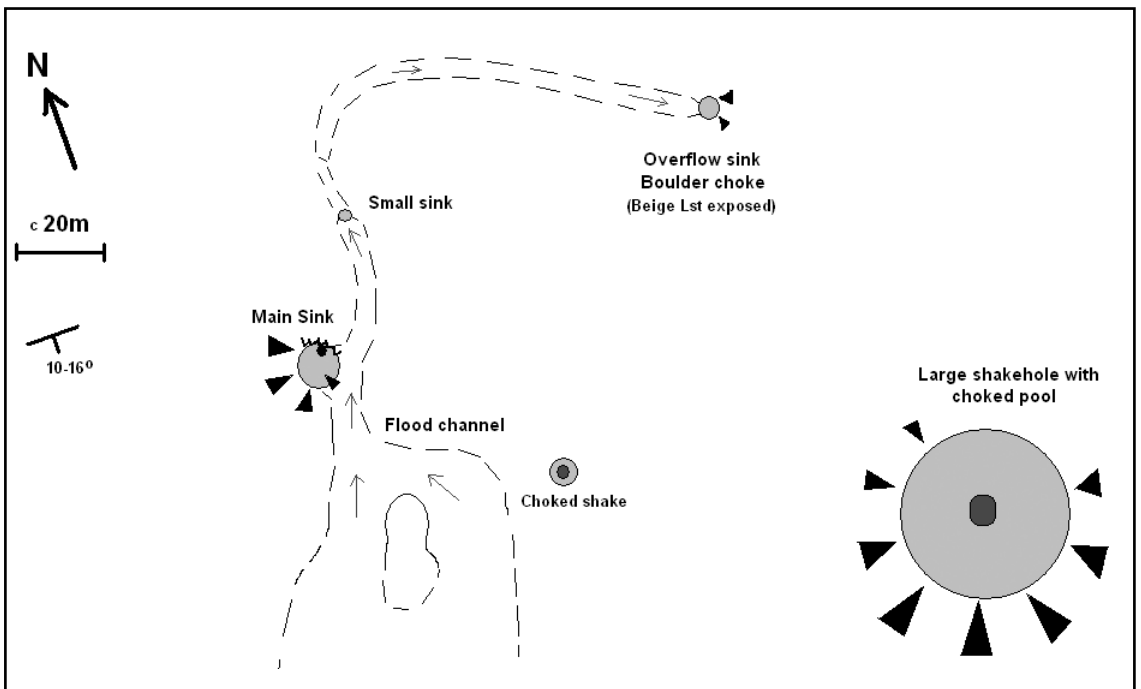 N
c 20m
10-16º
Overflow sink
Boulder choke
(Beige Lst exposed)
Small sink
Main Sink
Flood channel
Choked shake
Large shakehole with
choked pool